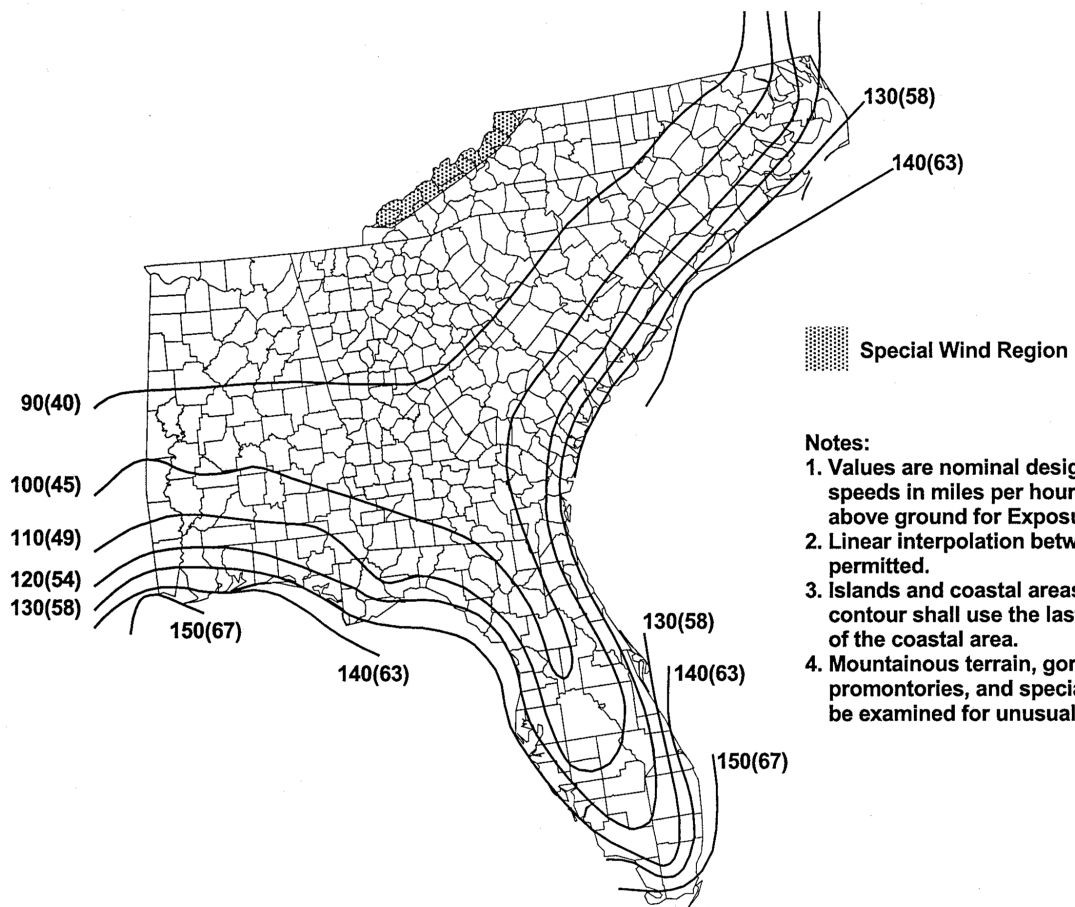 130(58)
140(63)
Special Wind Region
90(40)
Notes:
1. Values are nominal desig
speeds in miles per hour
above ground for Exposu
2. Linear interpolation betw
permitted.
3. Islands and coastal areas
contour shall use the last
of the coastal area.
4. Mountainous terrain, gor
promontories, and specia
be examined for unusual
100(45)
110(49)
120(54)
130(58)
150(67)
140(63)
130(58)
140(63)
150(67)